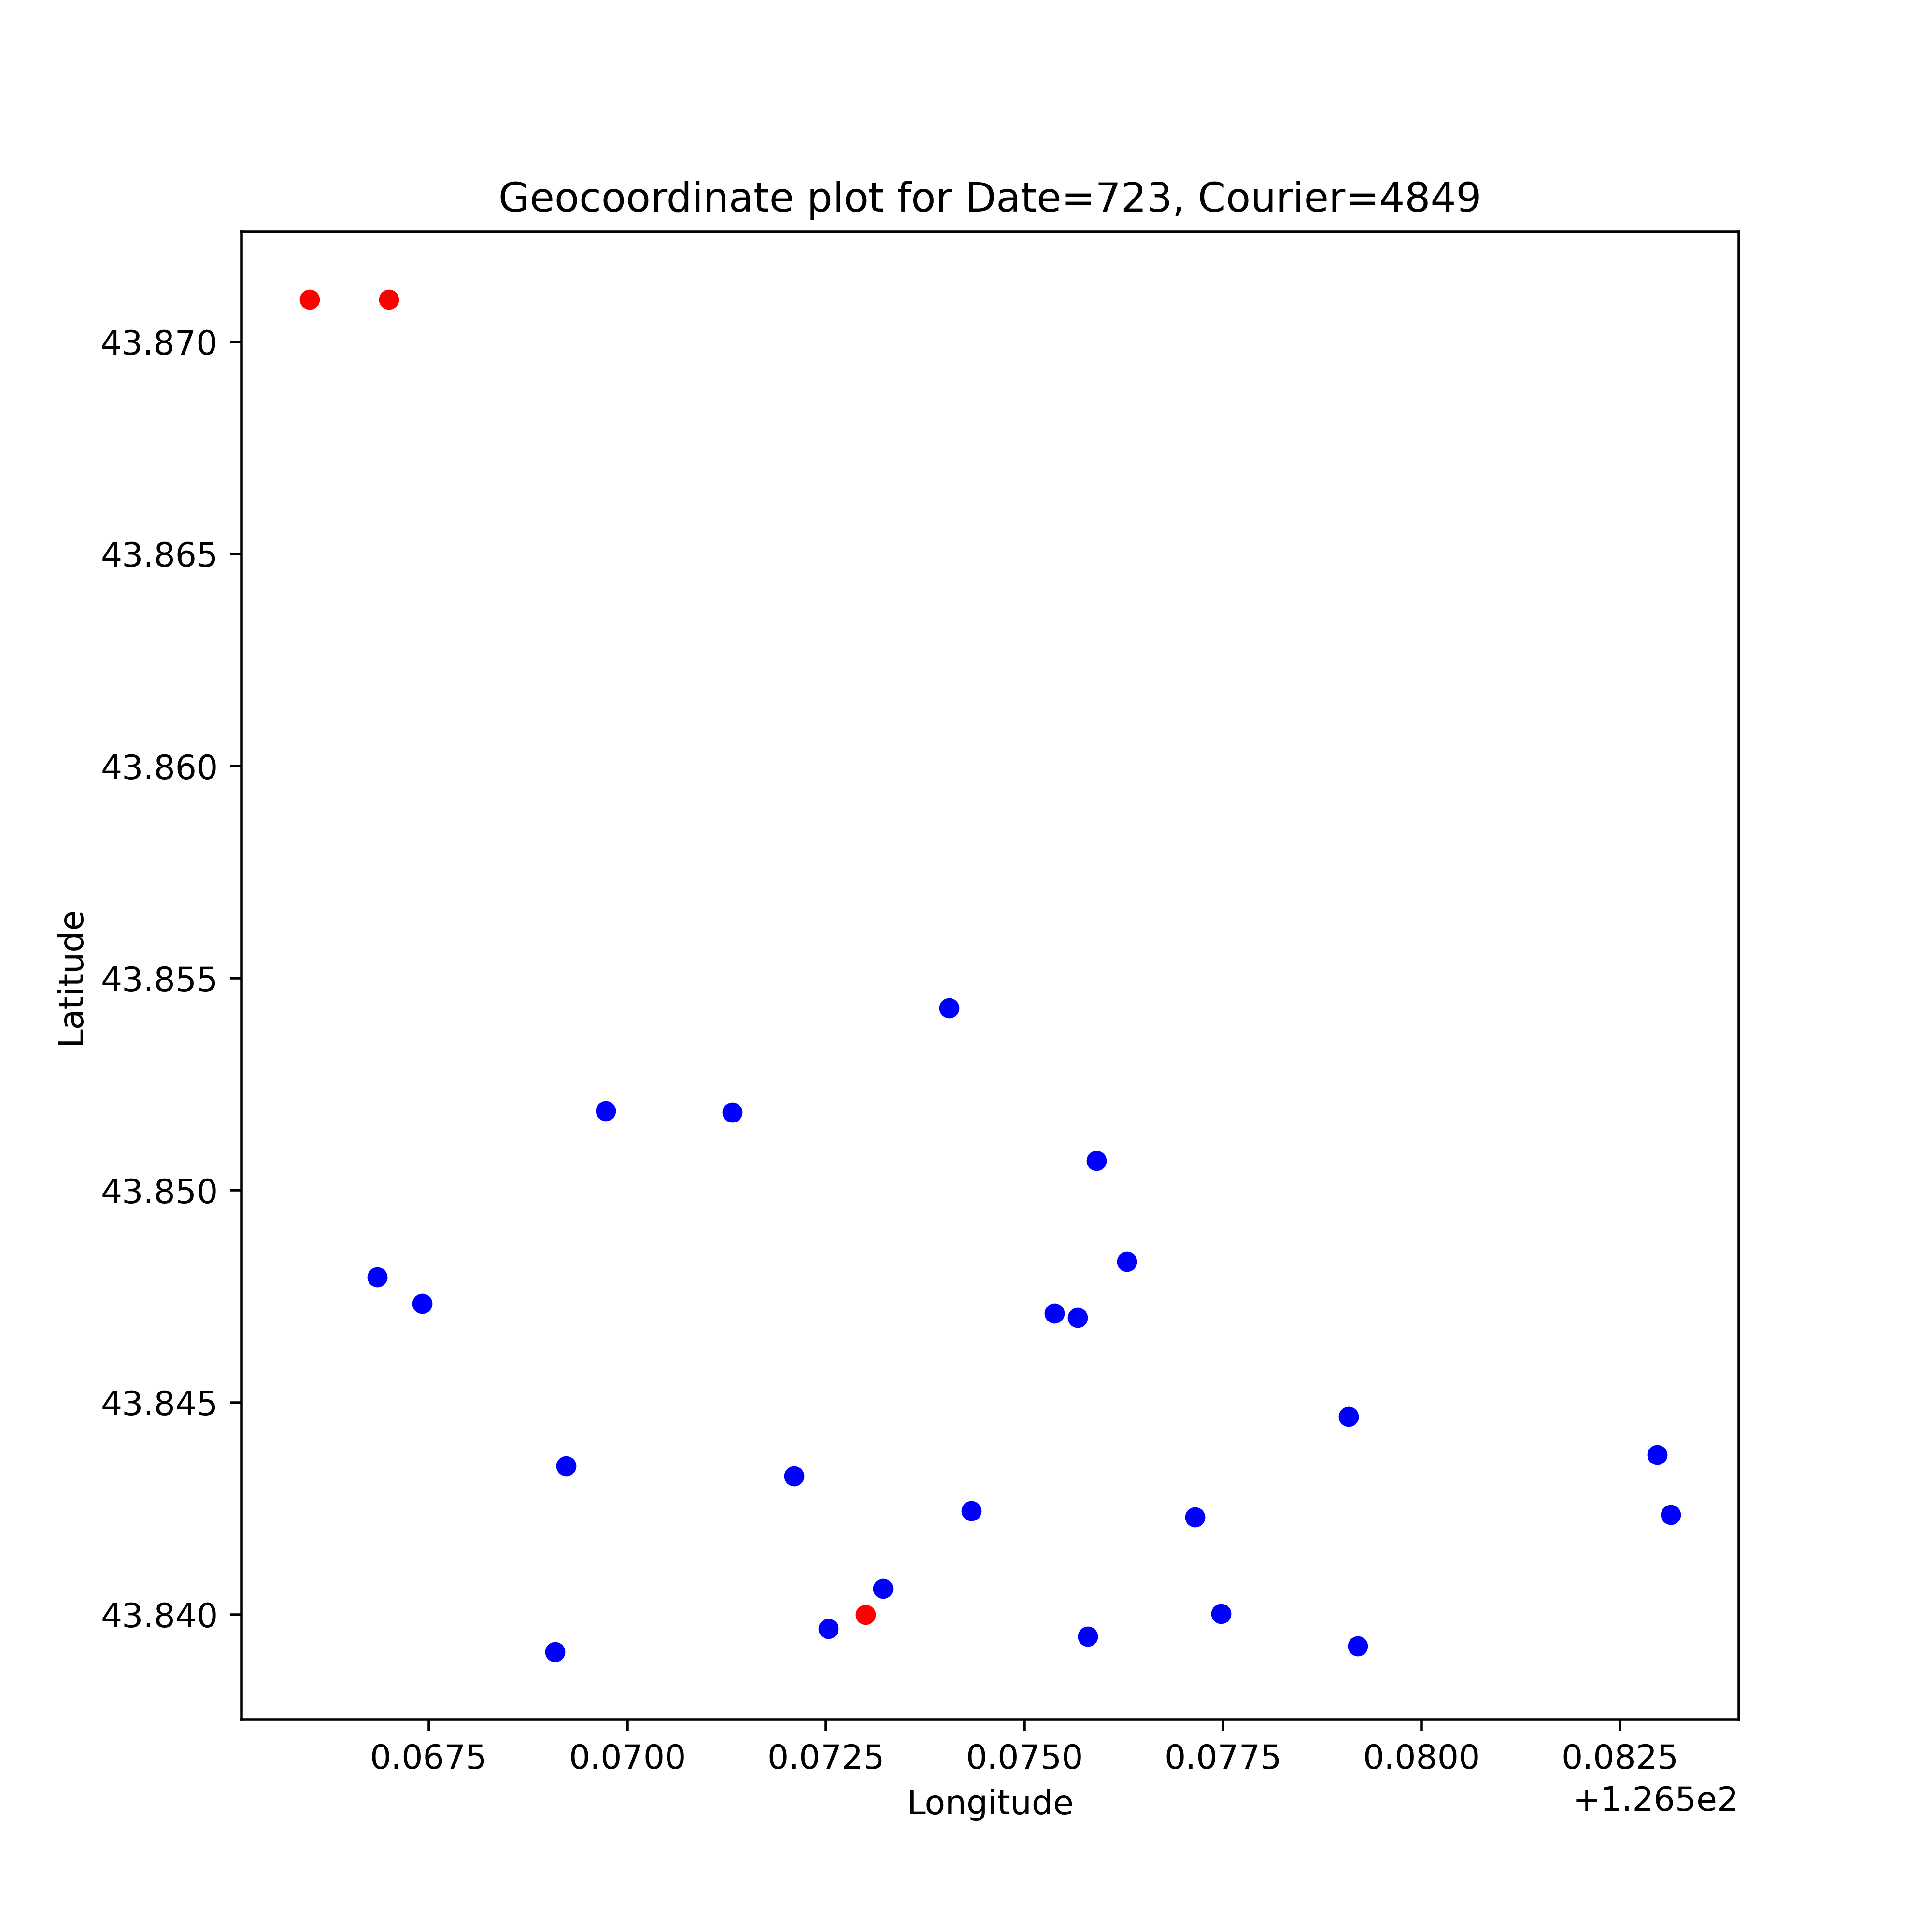 Geocoordinate plot for Date=723, Courier=4849
43.870
43.865
43.860
43.855
43.850
43.845
43.840
Latitude
0.0675 0.0700 0.0725 0.0750 0.0775 0.0800 0.0825
+1.265e2
Longitude